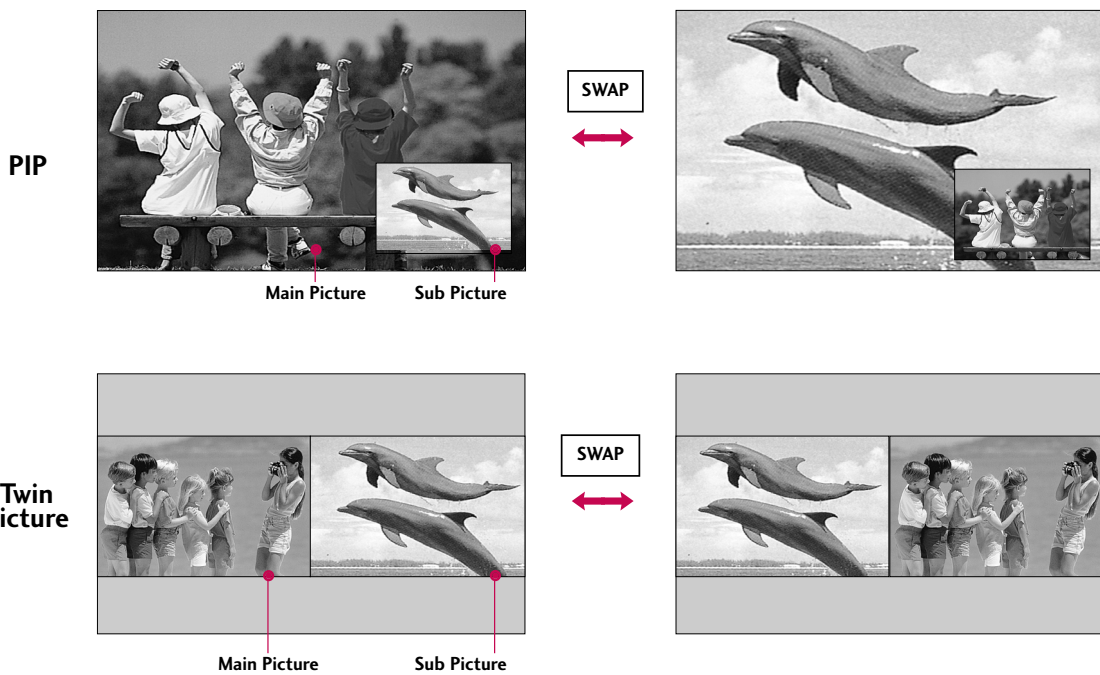 SWAP
PIP
Main Picture
Sub Picture
SWAP
Twin
icture
Main Picture
Sub Picture